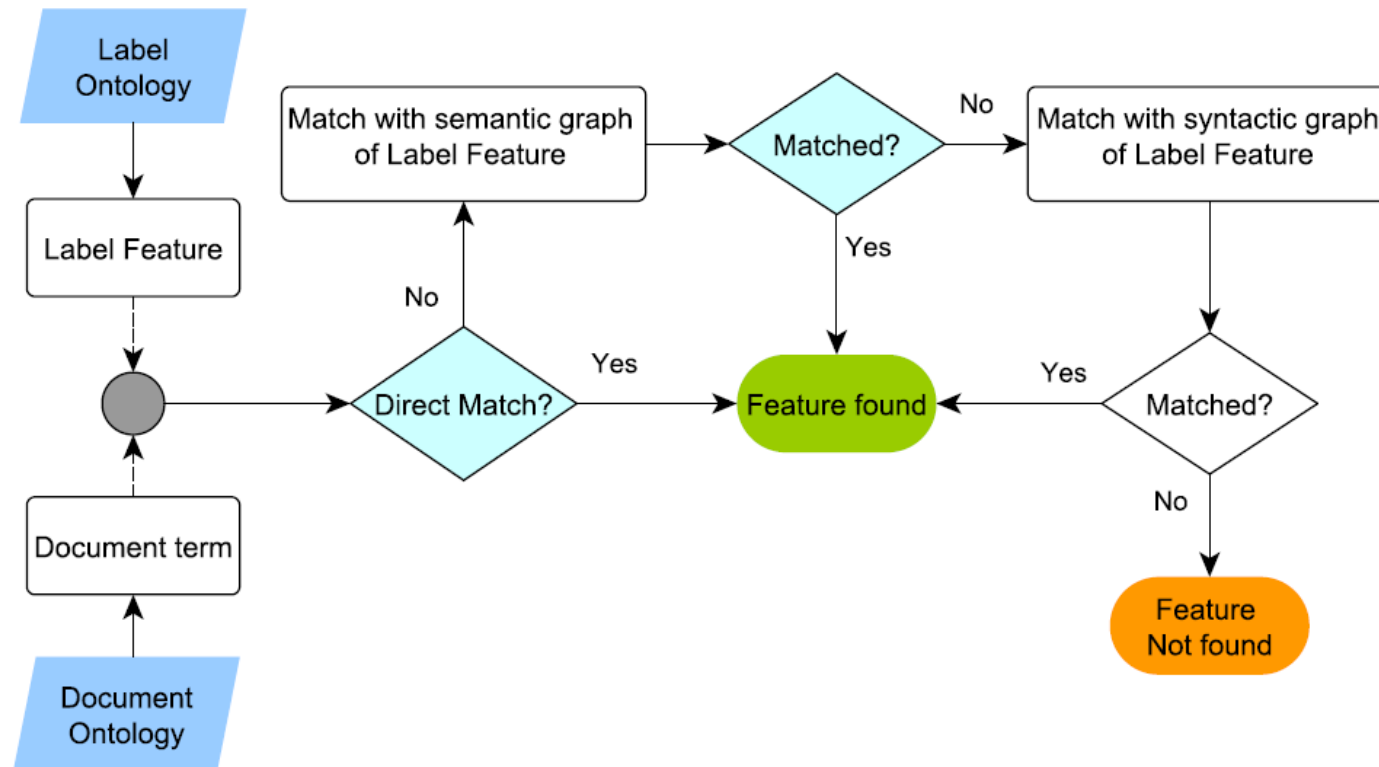 Label
Ontology
Match with semantic graph
of Label Feature
Matched?
No
Match with syntactic graph
of Label Feature
Label Feature
Yes
No
Direct Match?
Yes
Feature found
Yes
Matched?
No
Document term
Feature
Not found
Document
Ontology